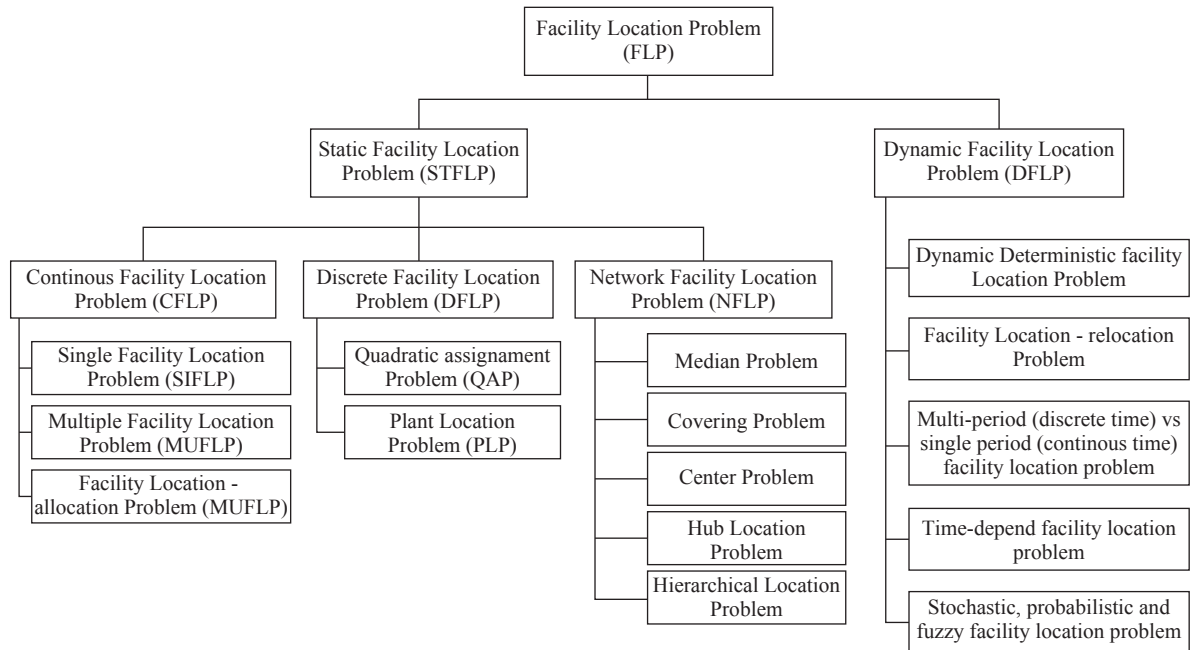 Facility Location Problem
(FLP)
Static Facility Location
Problem (STFLP)
Dynamic Facility Location
Problem (DFLP)
Continous Facility Location
Problem (CFLP)
Single Facility Location
Problem (SIFLP)
Multiple Facility Location
Problem (MUFLP)
Facility Location -
allocation Problem (MUFLP)
Discrete Facility Location
Problem (DFLP)
Quadratic assignament
Problem (QAP)
Plant Location
Problem (PLP)
Network Facility Location
Problem (NFLP)
Median Problem
Covering Problem
Center Problem
Hub Location
Problem
Hierarchical Location
Problem
Dynamic Deterministic facility
Location Problem
Facility Location - relocation
Problem
Multi-period (discrete time) vs
single period (continous time)
facility location problem
Time-depend facility location
problem
Stochastic, probabilistic and
fuzzy facility location problem